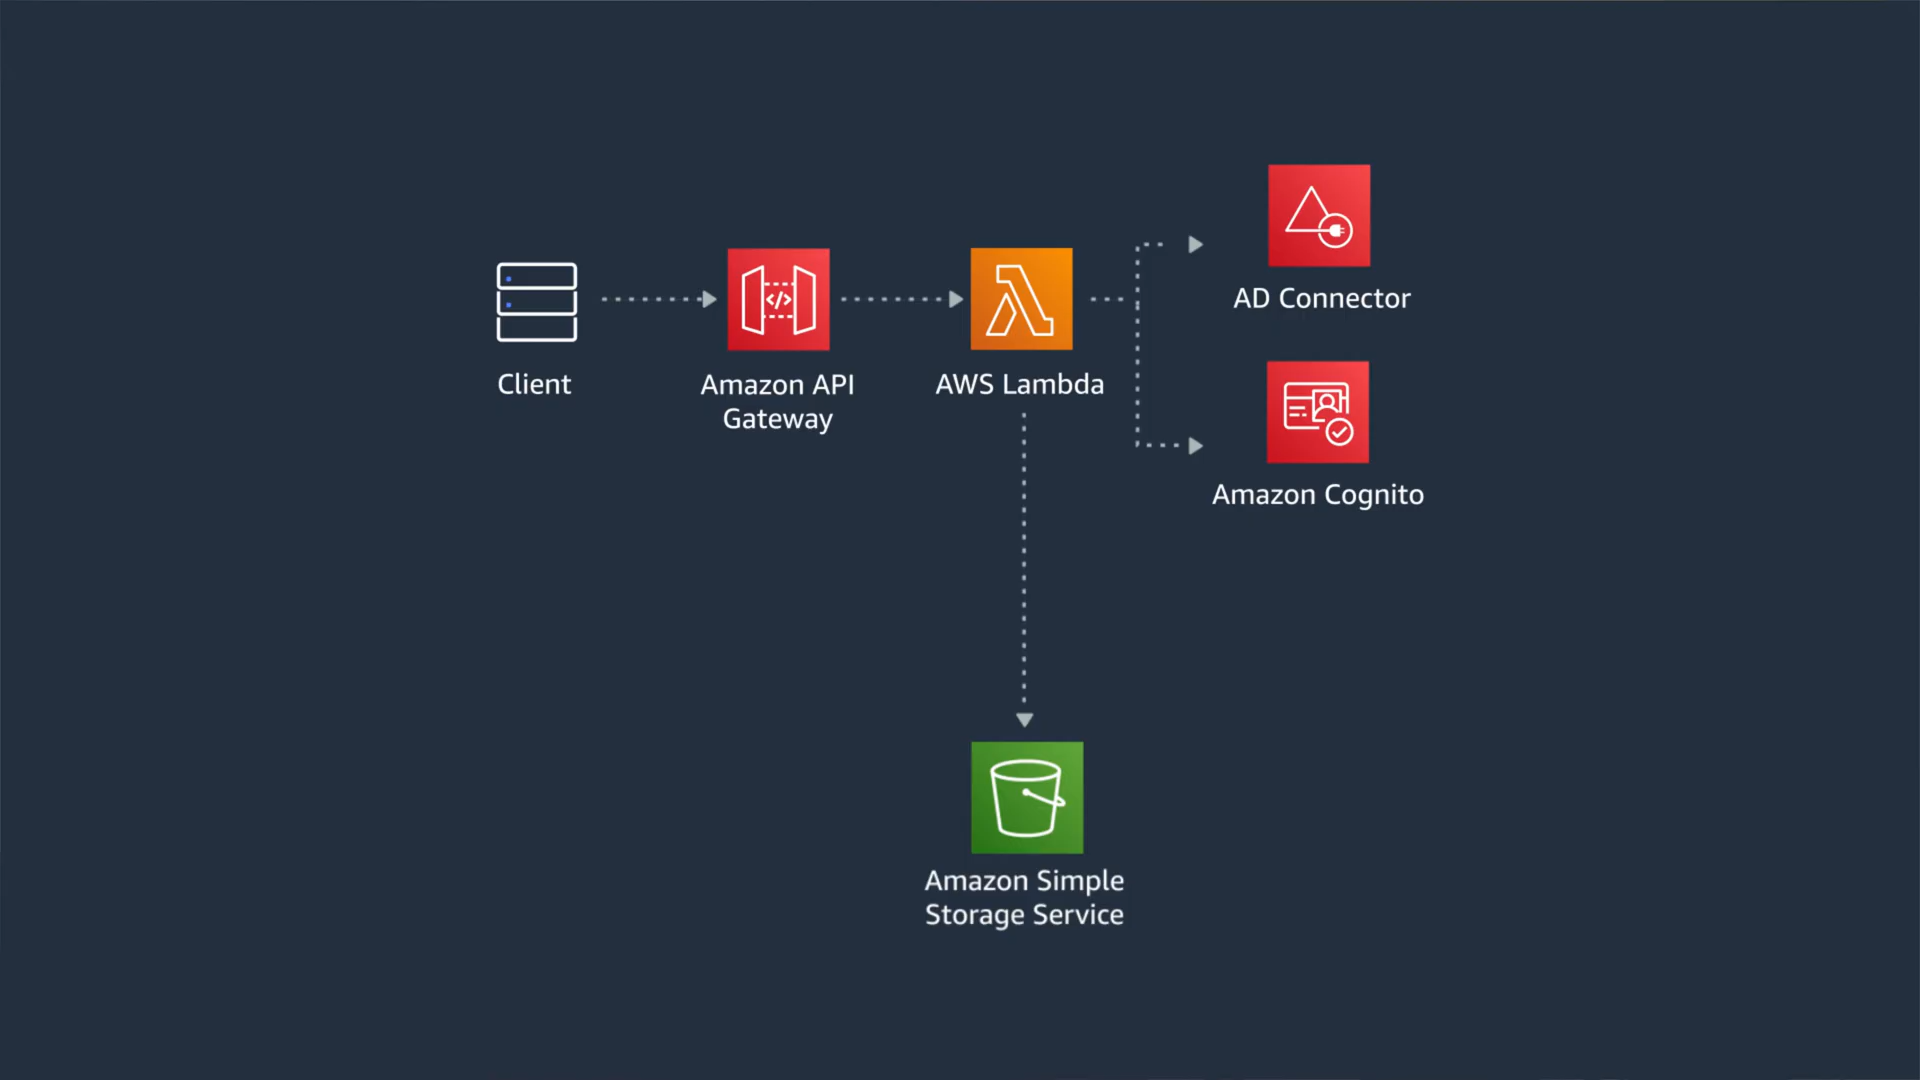 AD Connector
Client
Amazon API
Gateway
</>
AWS Lambda
Amazon Cognito
Amazon Simple
Storage Service